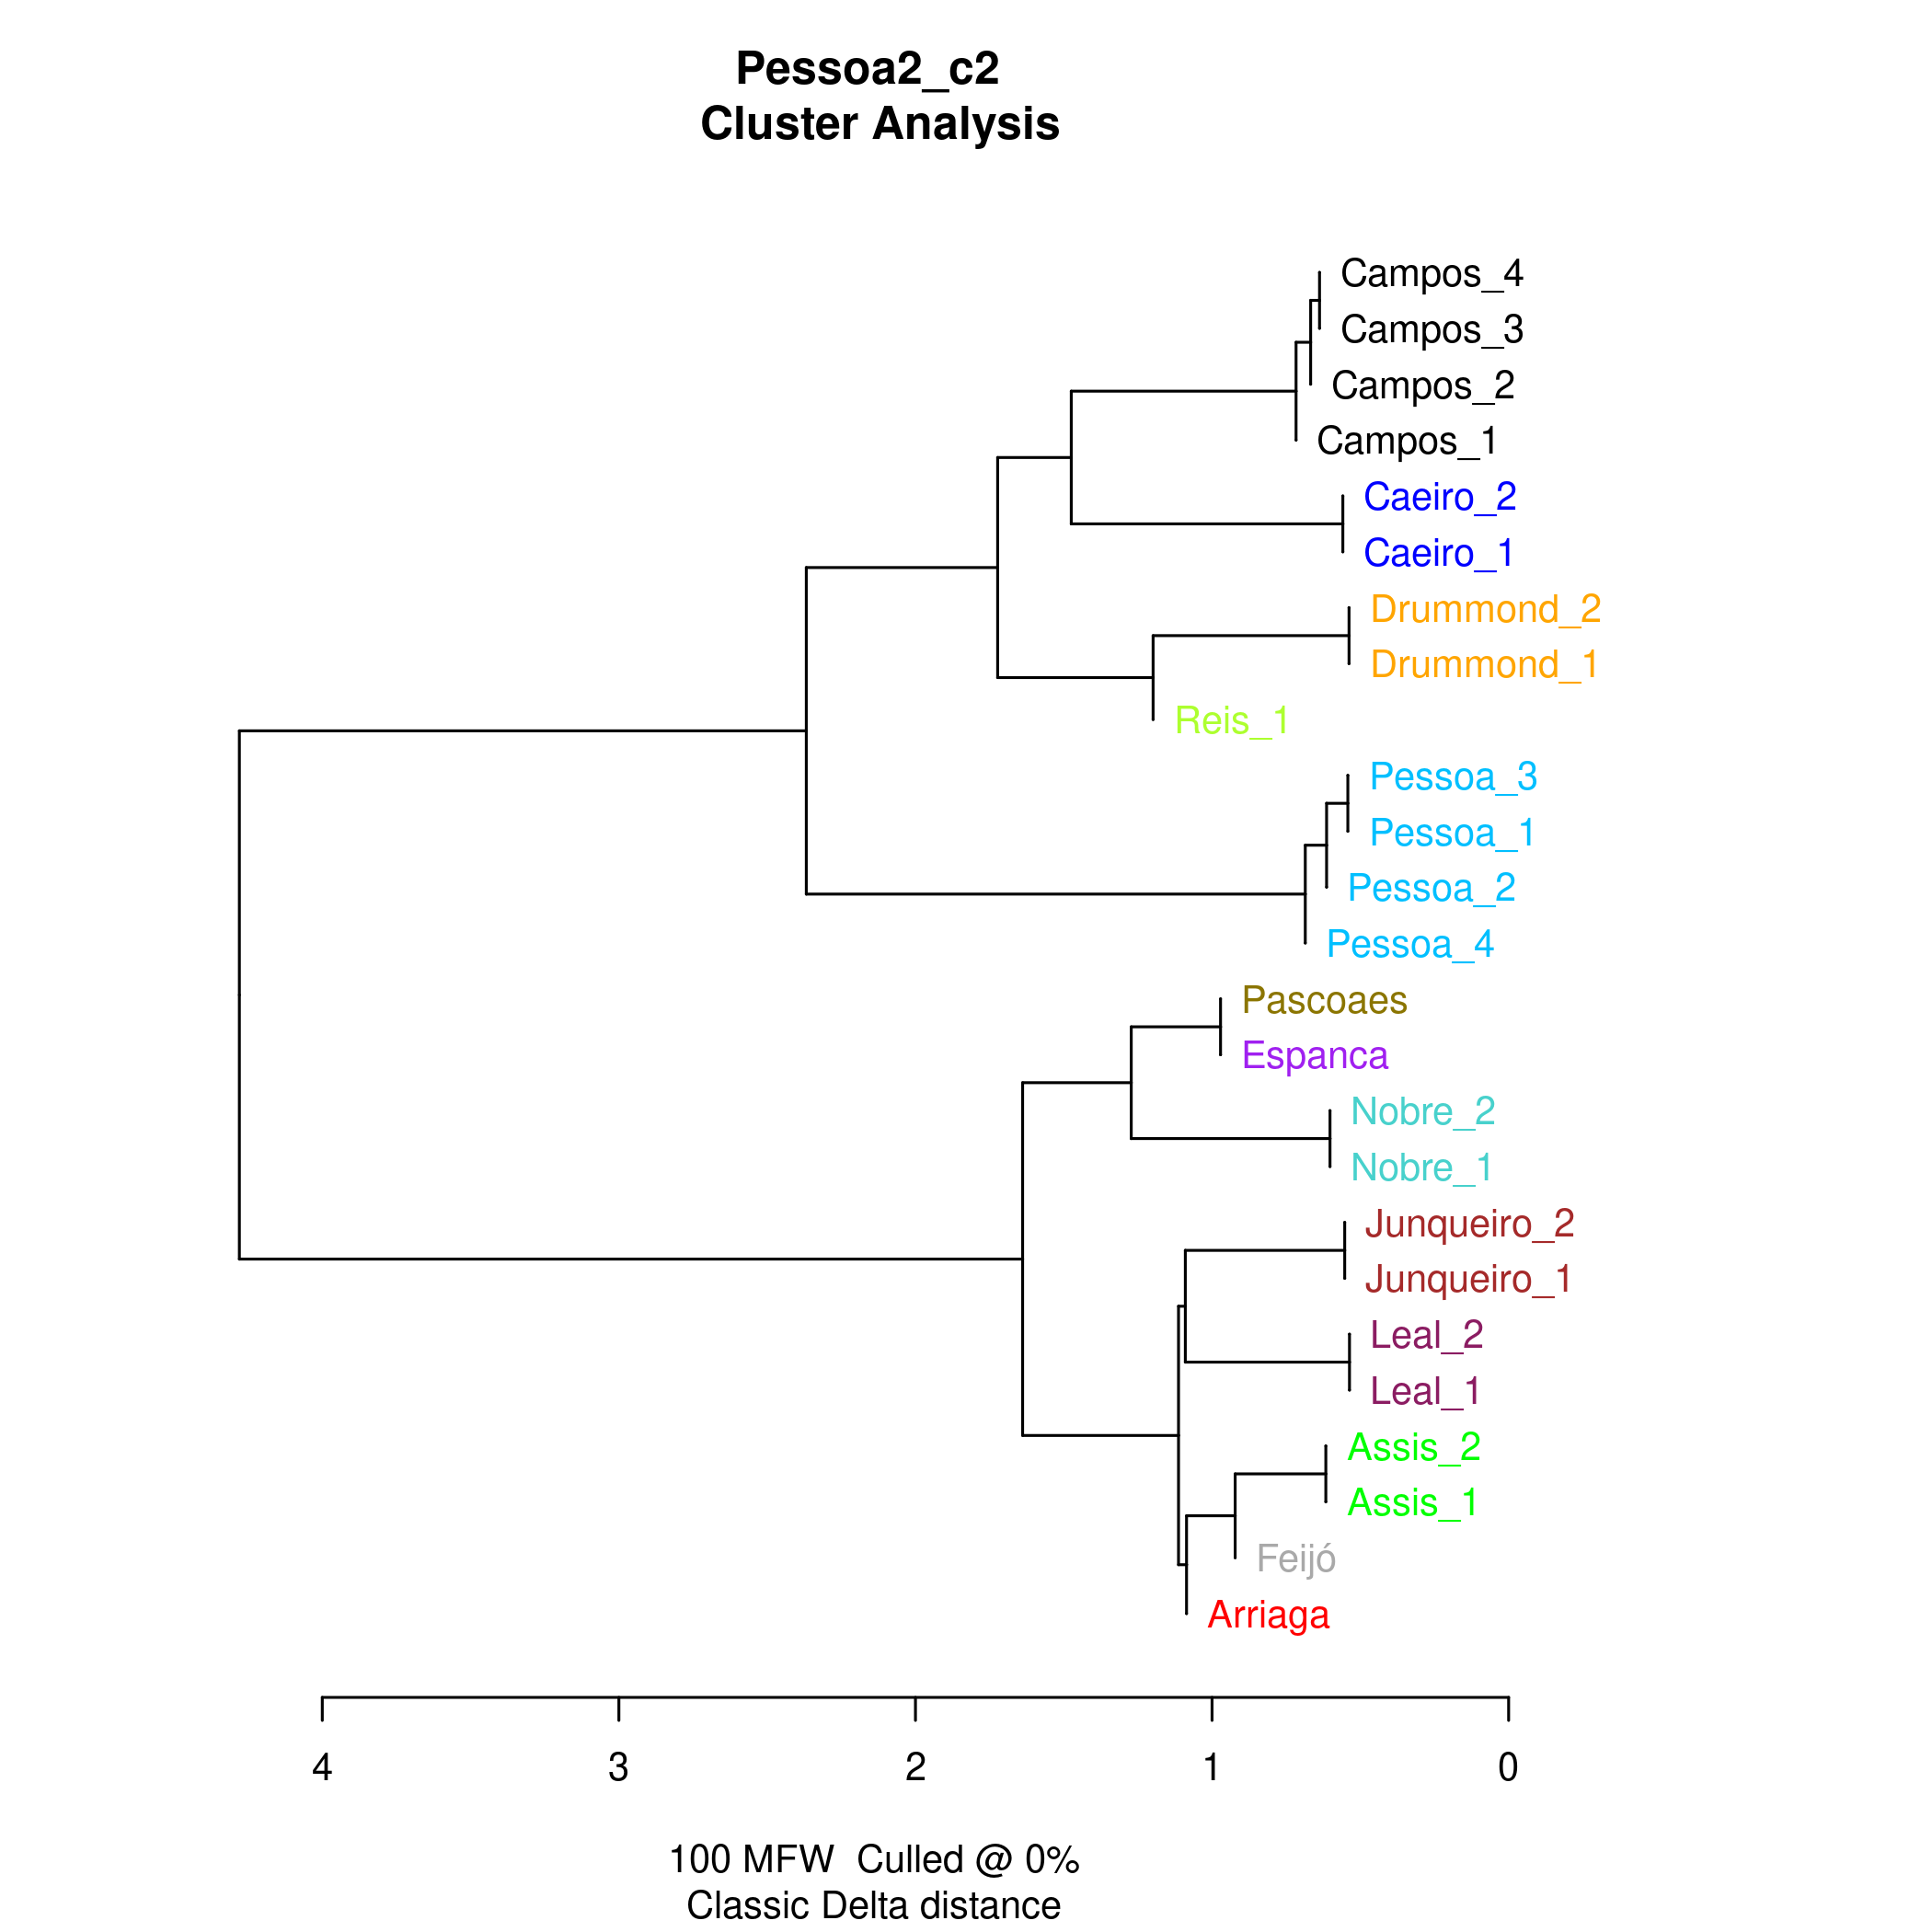 Pessoa2_c2
Cluster Analysis
Campos_4
Campos_3
Campos_2
Campos_1
Caeiro_2
Caeiro_1
Drummond_2
Drummond_1
Reis_1
Pessoa_3
Pessoa_1
Pessoa_2
Pessoa_4
Pascoaes
Espanca
Nobre_2
Nobre_1
Junqueiro_2
Junqueiro_1
Leal_2
Leal_1
Assis_2
Assis_1
Feijó
Arriaga
4 3 2 1 0
100 MFW  Culled @ 0%
Classic Delta distance